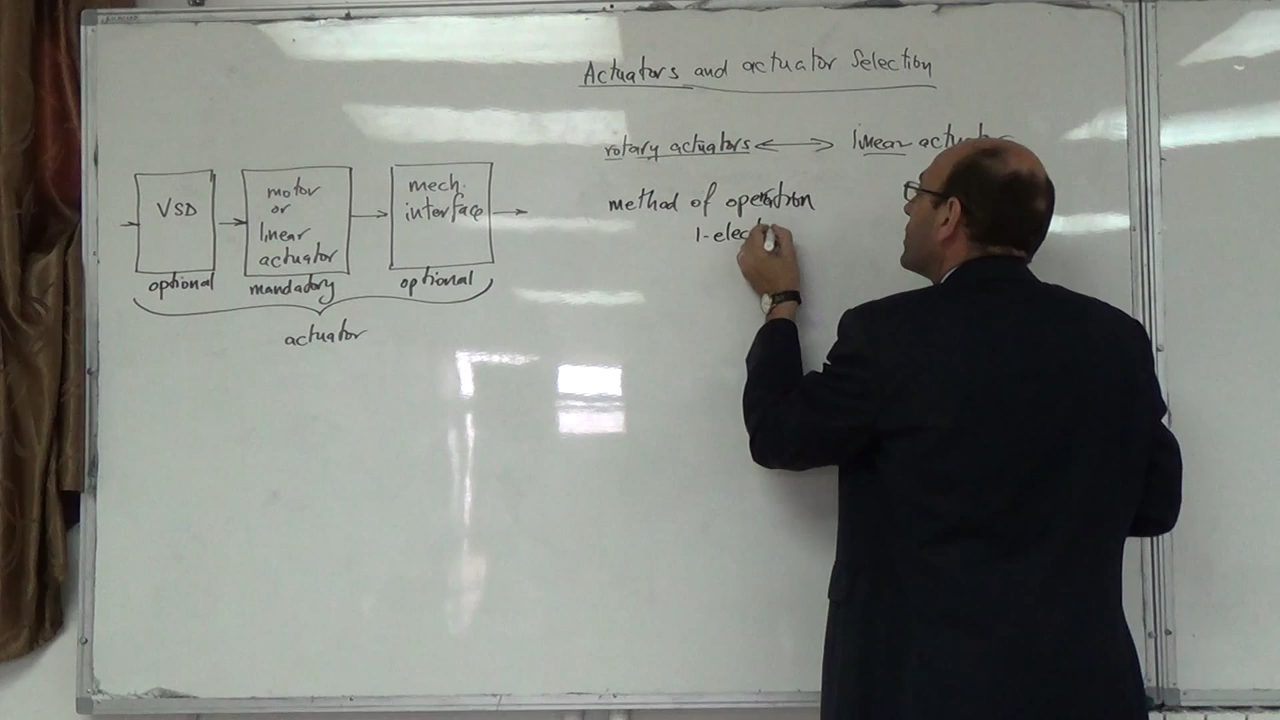 Actuators and actuator Selection
rotary actuators <--> linear
method of operation
1-elec
VSD
optional
motor
or
linear
actuator
mandadory
mech.
interface
optional
actuator